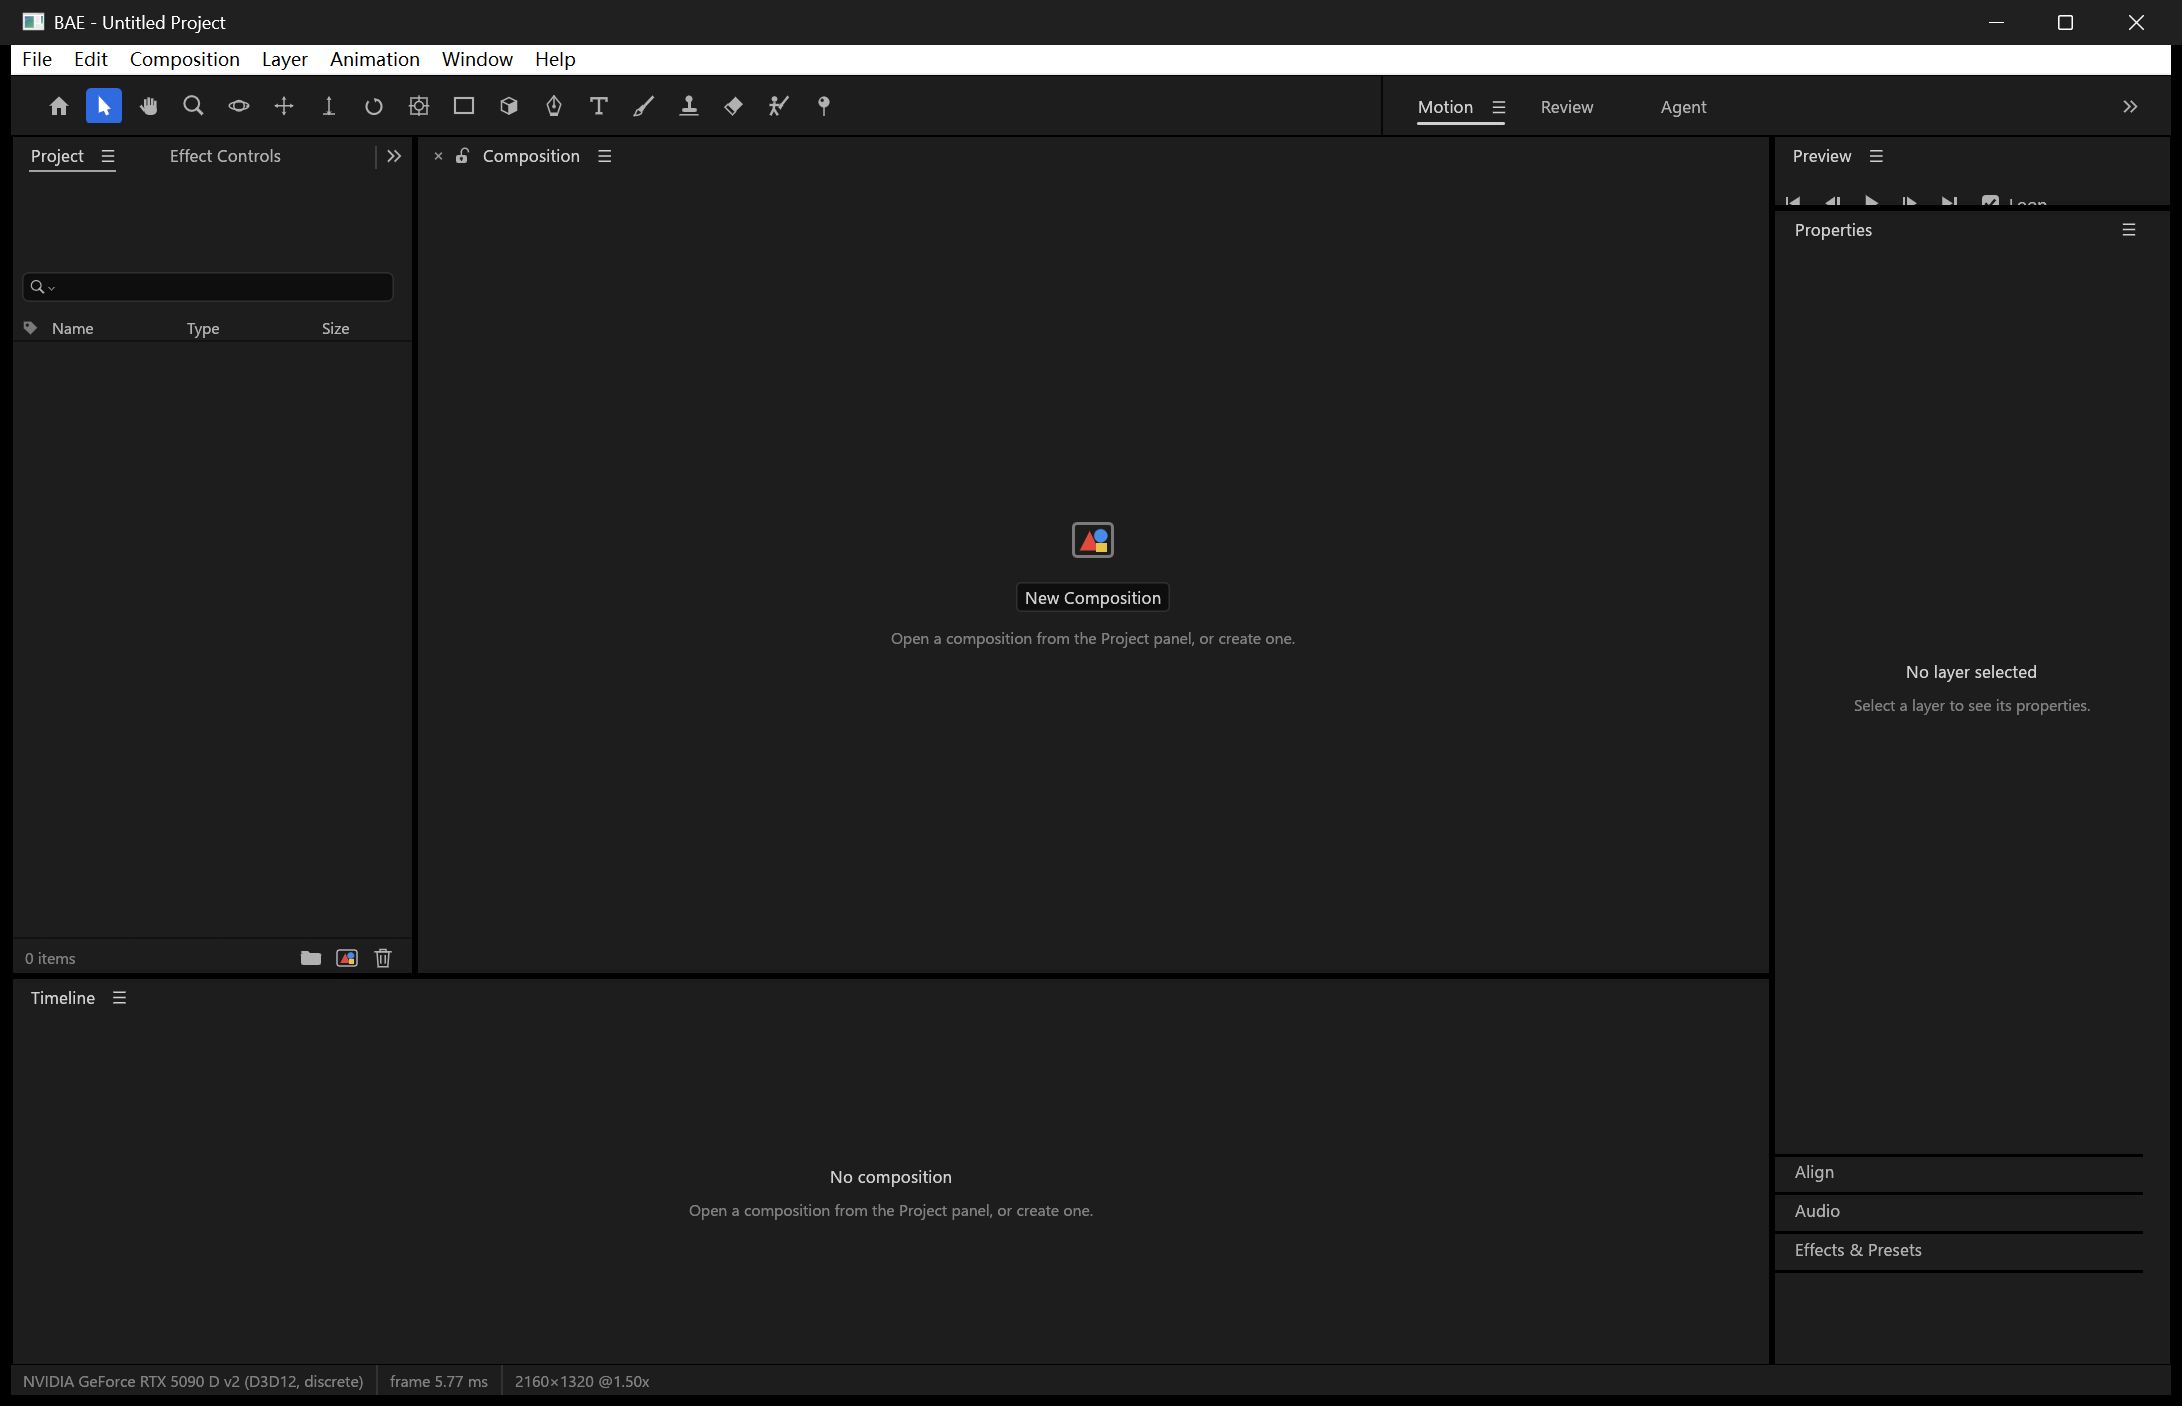 BAE - Untitled Project
File Edit Composition Layer Animation Window Help
Motion Review Agent
Project Effect Controls
Composition
Preview
Loop
Properties
Name Type Size
New Composition
Open a composition from the Project panel, or create one.
No layer selected
Select a layer to see its properties.
0 items
Timeline
No composition
Open a composition from the Project panel, or create one.
Align
Audio
Effects & Presets
NVIDIA GeForce RTX 5090 D v2 (D3D12, discrete) frame 5.77 ms 2160×1320 @1.50x